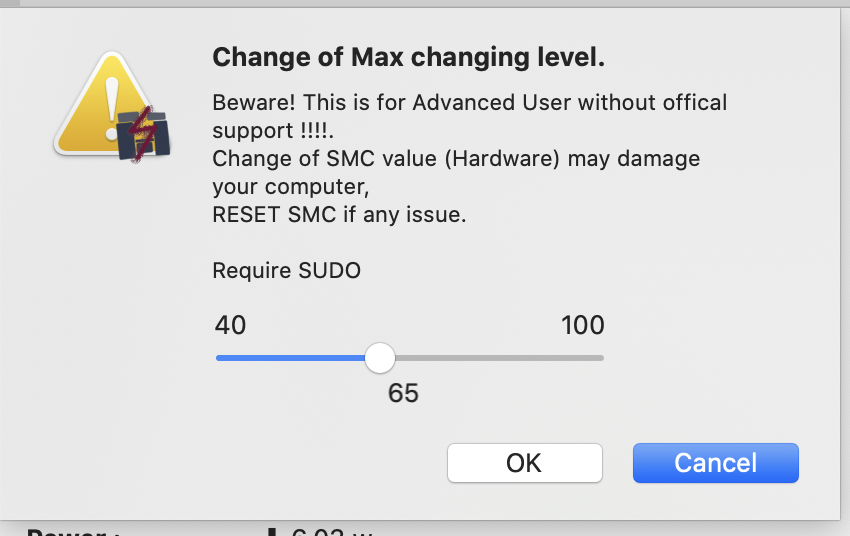 Change of Max changing level.
Beware! This is for Advanced User without offical
support !!!!.
Change of SMC value (Hardware) may damage
your computer,
RESET SMC if any issue.
Require SUDO
40 100
65
OK Cancel
Power : 6.02 w